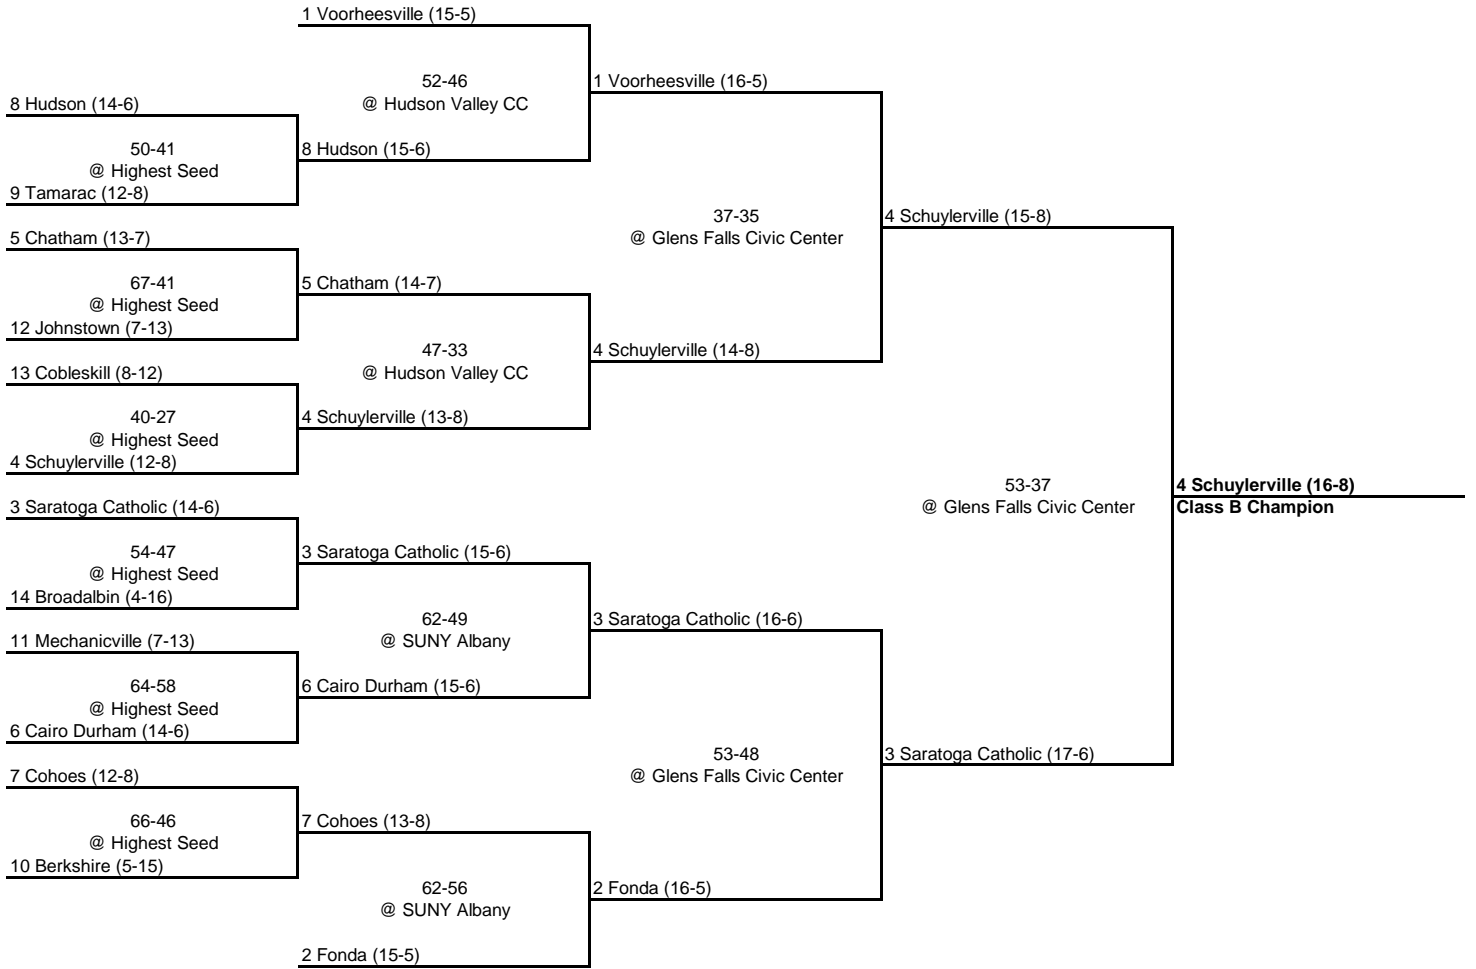 1 Voorheesville (15-5)
52-46
@ Hudson Valley CC
1 Voorheesville (16-5)
8 Hudson (14-6)
50-41
@ Highest Seed
8 Hudson (15-6)
9 Tamarac (12-8)
37-35
@ Glens Falls Civic Center
4 Schuylerville (15-8)
5 Chatham (13-7)
67-41
@ Highest Seed
5 Chatham (14-7)
12 Johnstown (7-13)
47-33
@ Hudson Valley CC
4 Schuylerville (14-8)
13 Cobleskill (8-12)
40-27
@ Highest Seed
4 Schuylerville (13-8)
4 Schuylerville (12-8)
53-37
@ Glens Falls Civic Center
4 Schuylerville (16-8)
Class B Champion
3 Saratoga Catholic (14-6)
54-47
@ Highest Seed
3 Saratoga Catholic (15-6)
14 Broadalbin (4-16)
62-49
@ SUNY Albany
3 Saratoga Catholic (16-6)
11 Mechanicville (7-13)
64-58
@ Highest Seed
6 Cairo Durham (15-6)
6 Cairo Durham (14-6)
53-48
@ Glens Falls Civic Center
3 Saratoga Catholic (17-6)
7 Cohoes (12-8)
66-46
@ Highest Seed
7 Cohoes (13-8)
10 Berkshire (5-15)
62-56
@ SUNY Albany
2 Fonda (16-5)
2 Fonda (15-5)